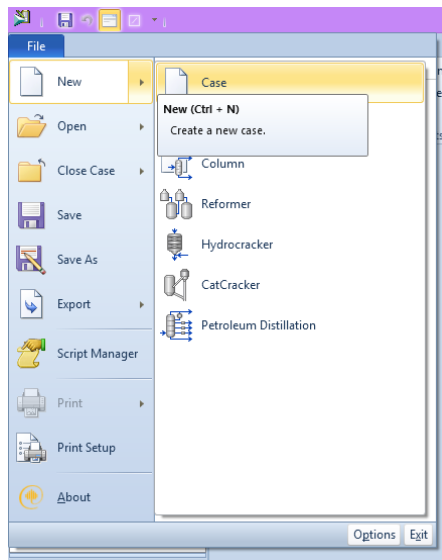 File
New
Case
New (Ctrl + N)
Create a new case.
Open
Column
Close Case
Reformer
Save
Hydrocracker
Save As
CatCracker
Export
Petroleum Distillation
Script Manager
Print
Print Setup
About
Options
Exit